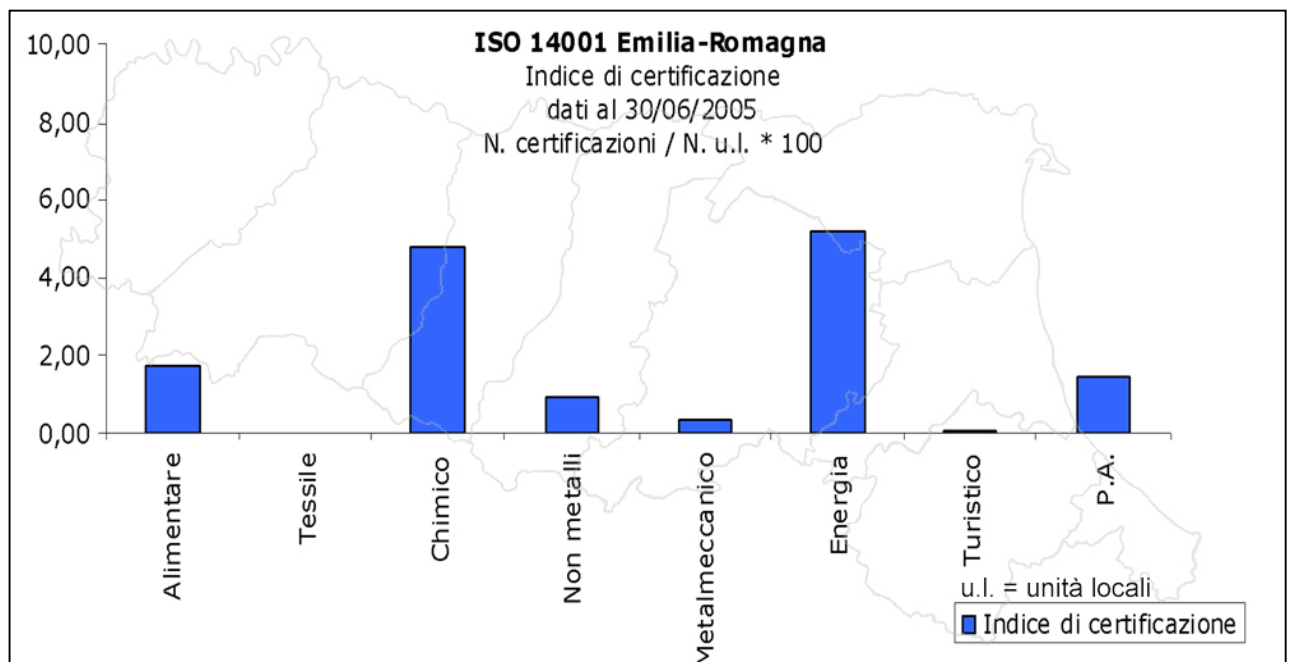 ISO 14001 Emilia-Romagna
Indice di certificazione
dati al 30/06/2005
N. certificazioni / N. u.l. * 100
10,00
8,00
6,00
4,00
2,00
0,00
Alimentare
Tessile
Chimico
Non metalli
Metalmeccanico
Energia
Turistico
P.A.
u.l. = unità locali
Indice di certificazione